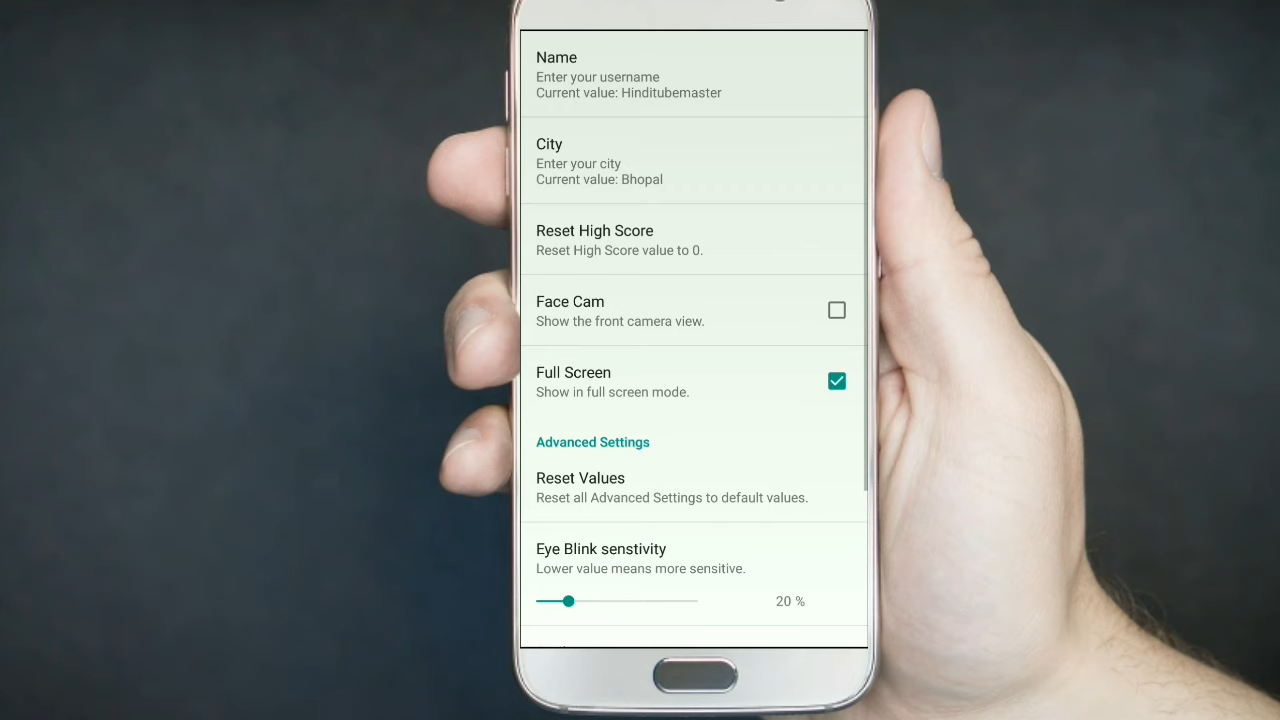 Name
Enter your username
Current value: Hinditubemaster
City
Enter your city
Current value: Bhopal
Reset High Score
Reset High Score value to 0.
Face Cam
Show the front camera view.
Full Screen
Show in full screen mode.
Advanced Settings
Reset Values
Reset all Advanced Settings to default values.
Eye Blink senstivity
Lower value means more sensitive.
20 %